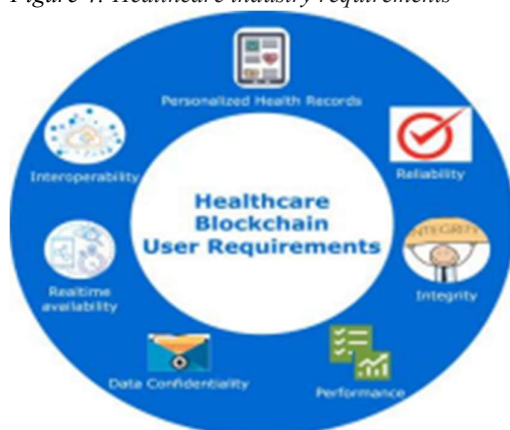 Figure 4. Healthcare industry requirements
Personalized Health Records
Interoperability
Reliability
Healthcare
Blockchain
User Requirements
INTEGRITY
Realtime
availability
Integrity
Data Confidentiality
Performance